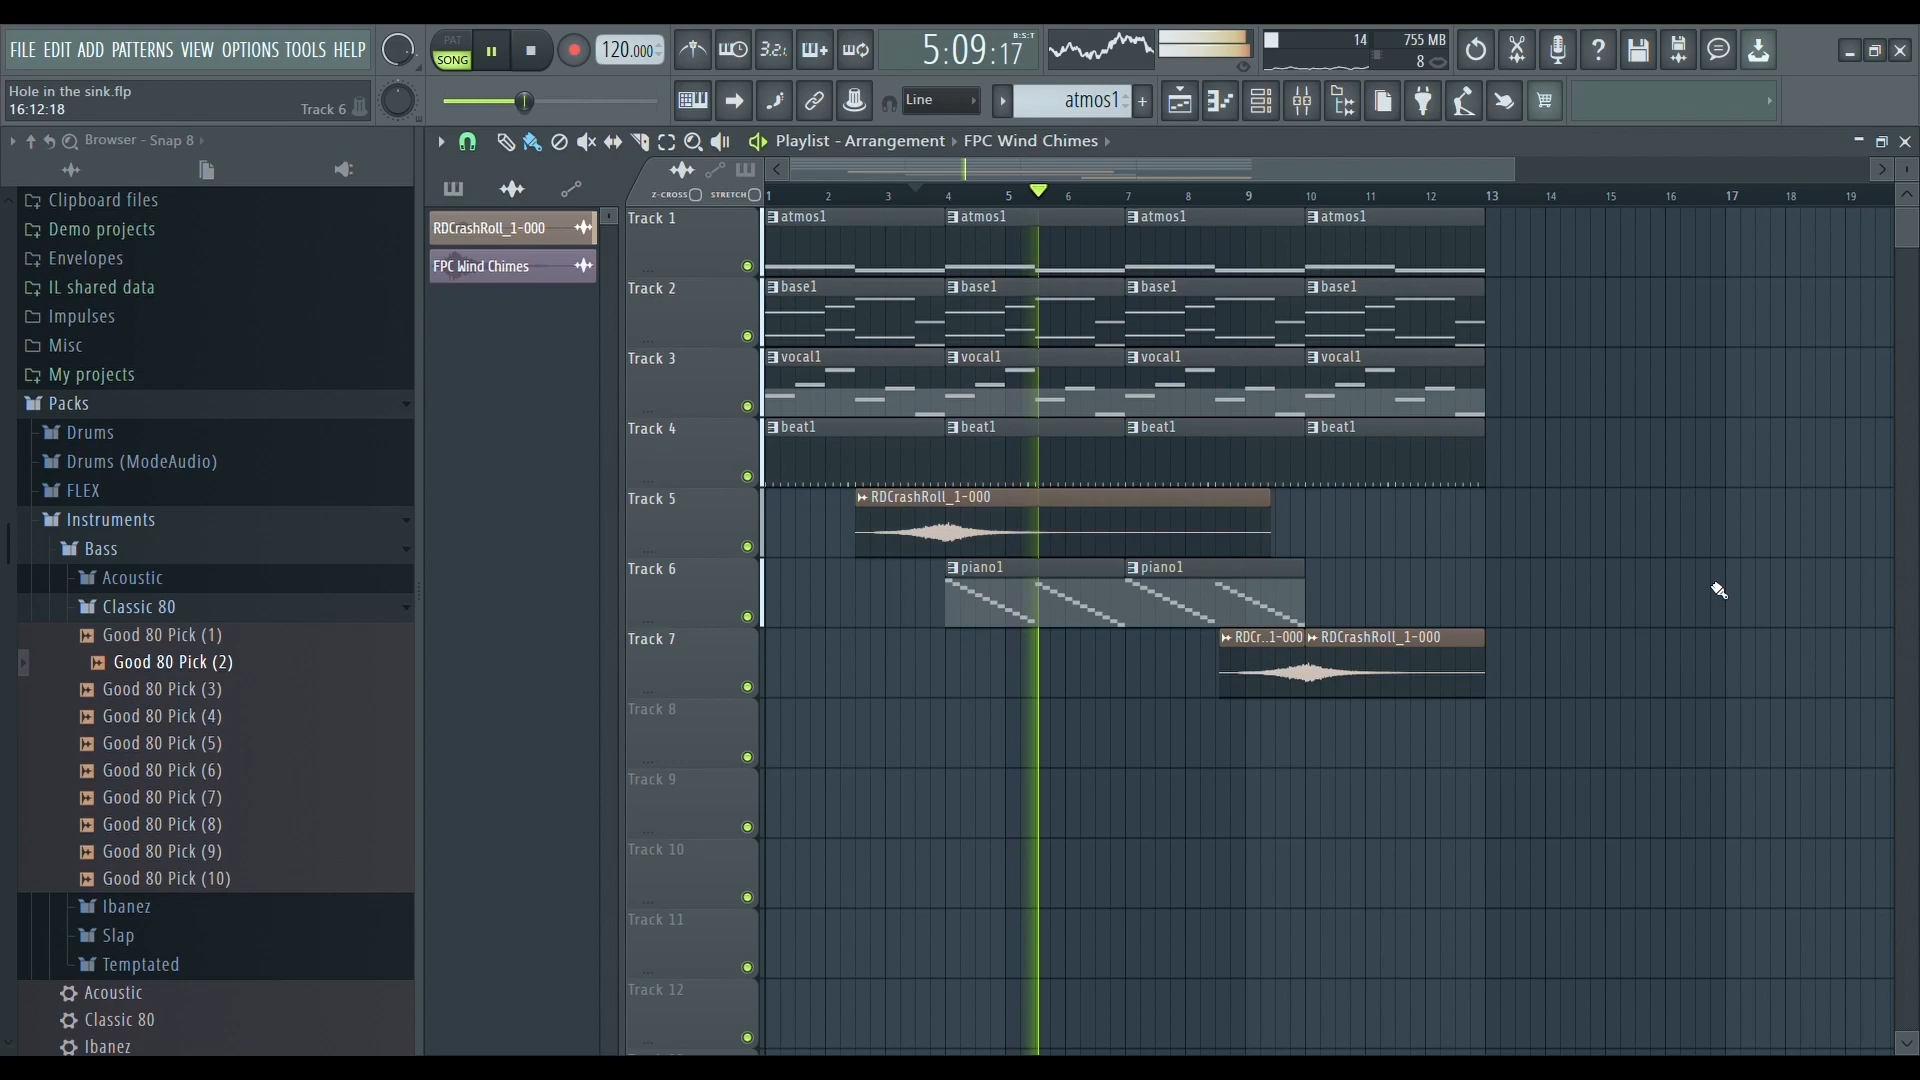 FILE EDIT ADD PATTERNS VIEW OPTIONS TOOLS HELP
PAT
SONG
120.000
3.2.1
5:09:17
B:S:T
14
755 MB
8
Hole in the sink.flp
16:12:18
Track 6
Line
atmos1
Browser - Snap 8
Playlist - Arrangement
FPC Wind Chimes
Z-CROSS
STRETCH
1 2 3 4 5 6 7 8 9 10 11 12 13 14 15 16 17 18 19
Clipboard files
Demo projects
Envelopes
IL shared data
Impulses
Misc
My projects
Packs
Drums
Drums (ModeAudio)
FLEX
Instruments
Bass
Acoustic
Classic 80
Good 80 Pick (1)
Good 80 Pick (2)
Good 80 Pick (3)
Good 80 Pick (4)
Good 80 Pick (5)
Good 80 Pick (6)
Good 80 Pick (7)
Good 80 Pick (8)
Good 80 Pick (9)
Good 80 Pick (10)
Ibanez
Slap
Temptated
Acoustic
Classic 80
Ibanez
RDCrashRoll_1-000
FPC Wind Chimes
Track 1
atmos1 atmos1 atmos1 atmos1
Track 2
base1 base1 base1 base1
Track 3
vocal1 vocal1 vocal1 vocal1
Track 4
beat1 beat1 beat1 beat1
Track 5
RDCrashRoll_1-000
Track 6
piano1 piano1
Track 7
RDCr..1-000 RDCrashRoll_1-000
Track 8
Track 9
Track 10
Track 11
Track 12